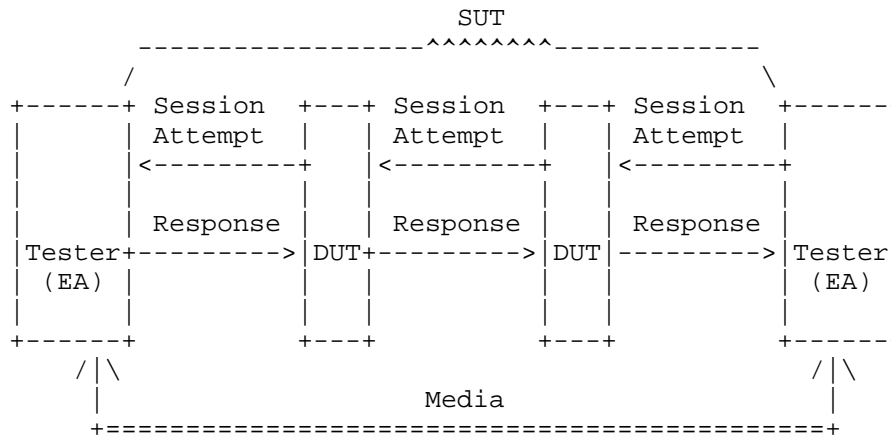 SUT
Session Session Session
Attempt Attempt Attempt
Response Response Response
Tester DUT DUT Tester
(EA) (EA)
Media